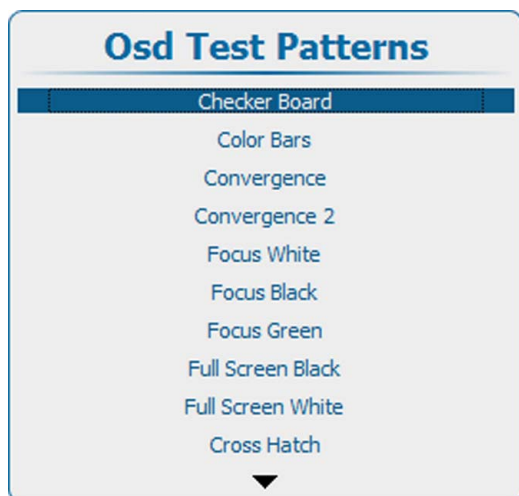 Osd Test Patterns
Checker Board
Color Bars
Convergence
Convergence 2
Focus White
Focus Black
Focus Green
Full Screen Black
Full Screen White
Cross Hatch